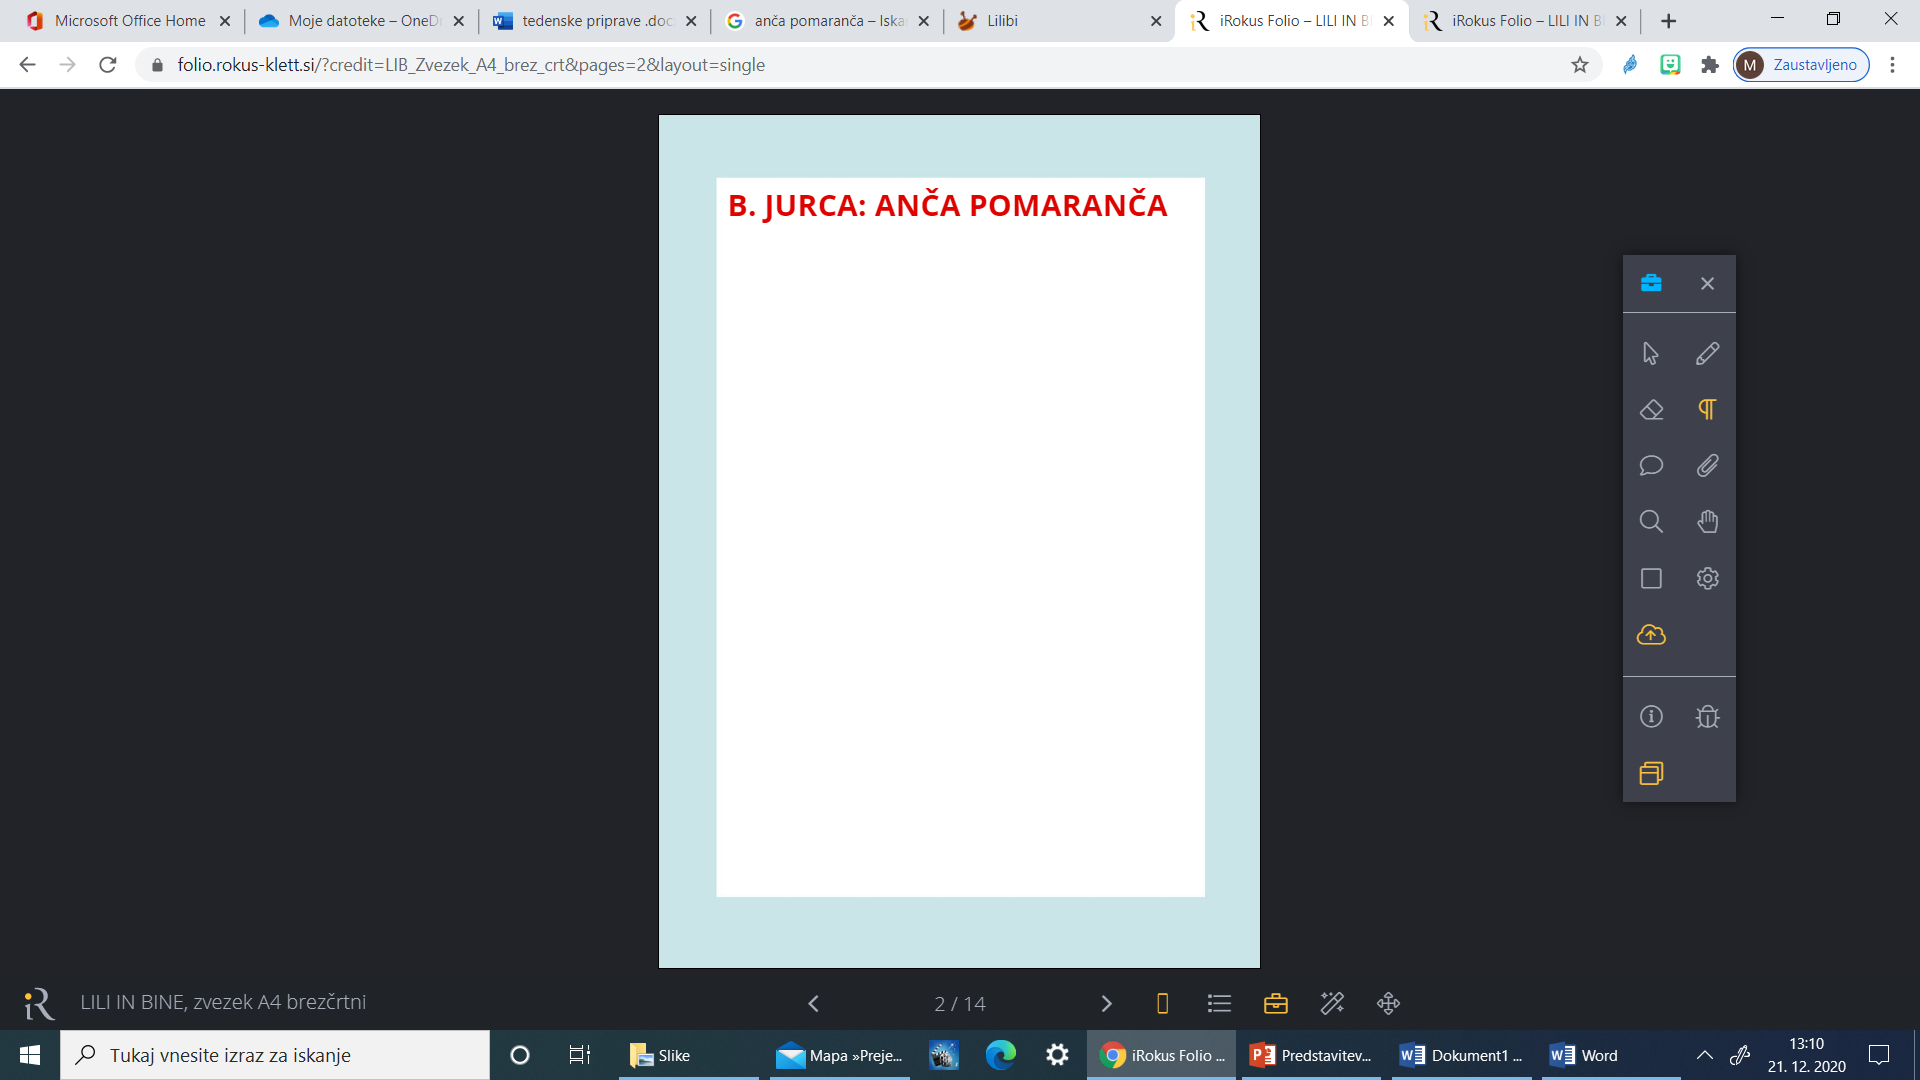 Microsoft Office Home
Moje datoteke – OneDr
tedenske priprave .doc
anča pomaranča – Iska
Lilibi
iRokus Folio – LILI IN B
iRokus Folio – LILI IN B
folio.rokus-klett.si/?credit=LIB_Zvezek_A4_brez_crt&pages=2&layout=single
M
Zaustavljeno
B. JURCA: ANČA POMARANČA
iR
LILI IN BINE, zvezek A4 brezčrtni
2 / 14
Tukaj vnesite izraz za iskanje
Slike
Mapa »Preje...
iRokus Folio ...
Predstavitev...
Dokument1 ...
Word
13:10
21. 12. 2020